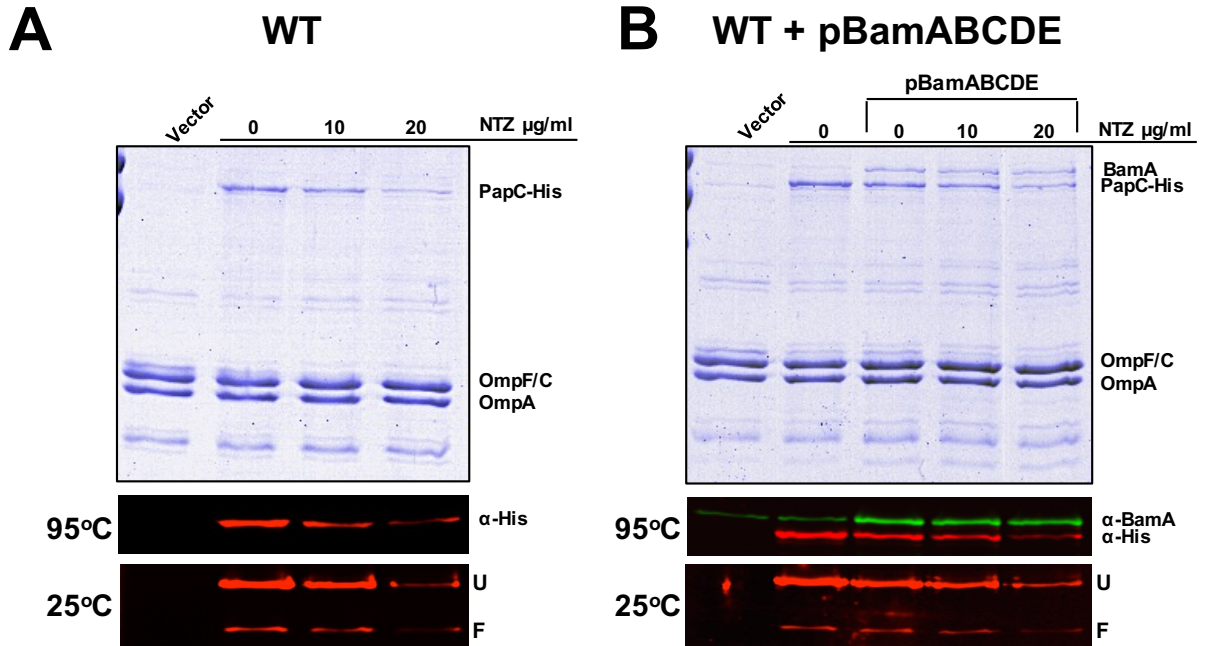 A
WT
Vector
0
10
20
NTZ µg/ml
PapC-His
OmpF/C
OmpA
95°C
α-His
25°C
U
F
B
WT + pBamABCDE
pBamABCDE
Vector
0
0
10
20
NTZ µg/ml
BamA
PapC-His
OmpF/C
OmpA
95°C
α-BamA
α-His
25°C
U
F